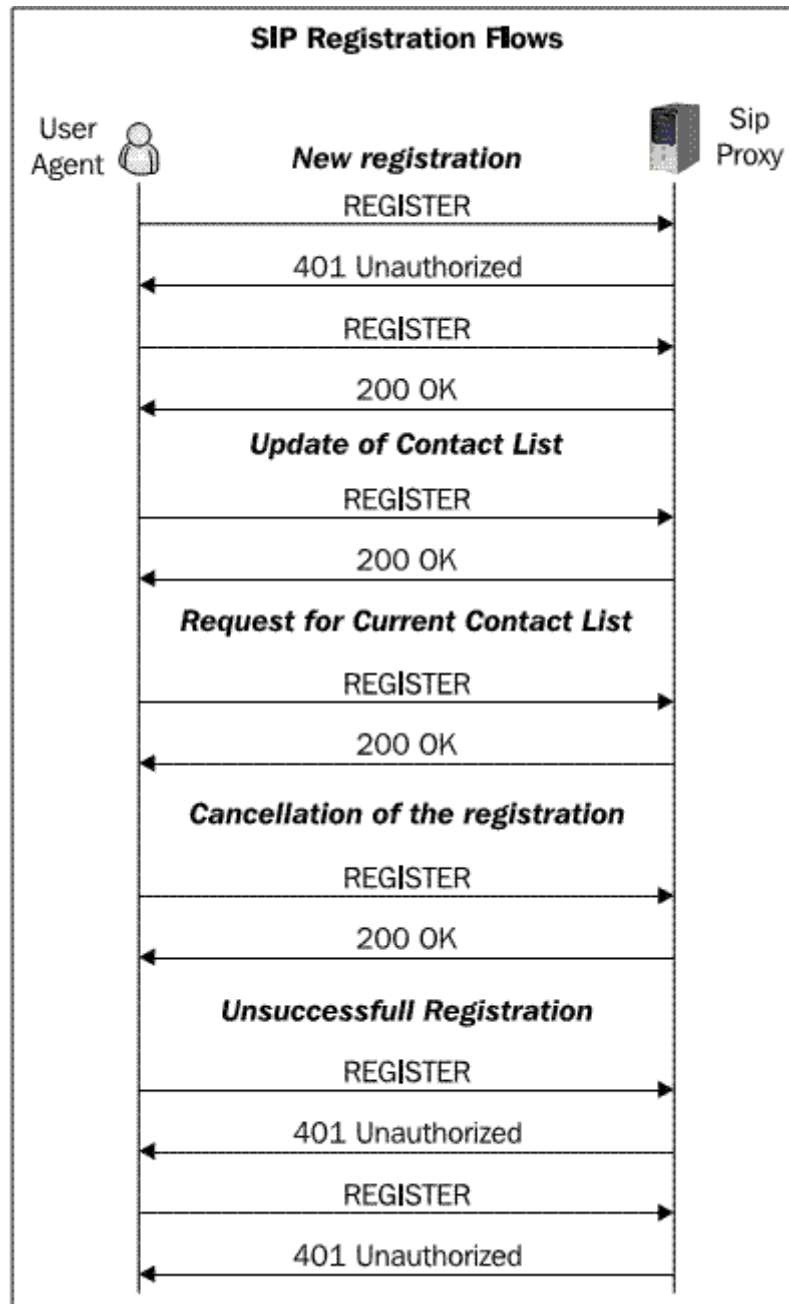 SIP Registration Flows
User
Agent
Sip
Proxy
New registration
REGISTER
401 Unauthorized
REGISTER
200 OK
Update of Contact List
REGISTER
200 OK
Request for Current Contact List
REGISTER
200 OK
Cancellation of the registration
REGISTER
200 OK
Unsuccessfull Registration
REGISTER
401 Unauthorized
REGISTER
401 Unauthorized